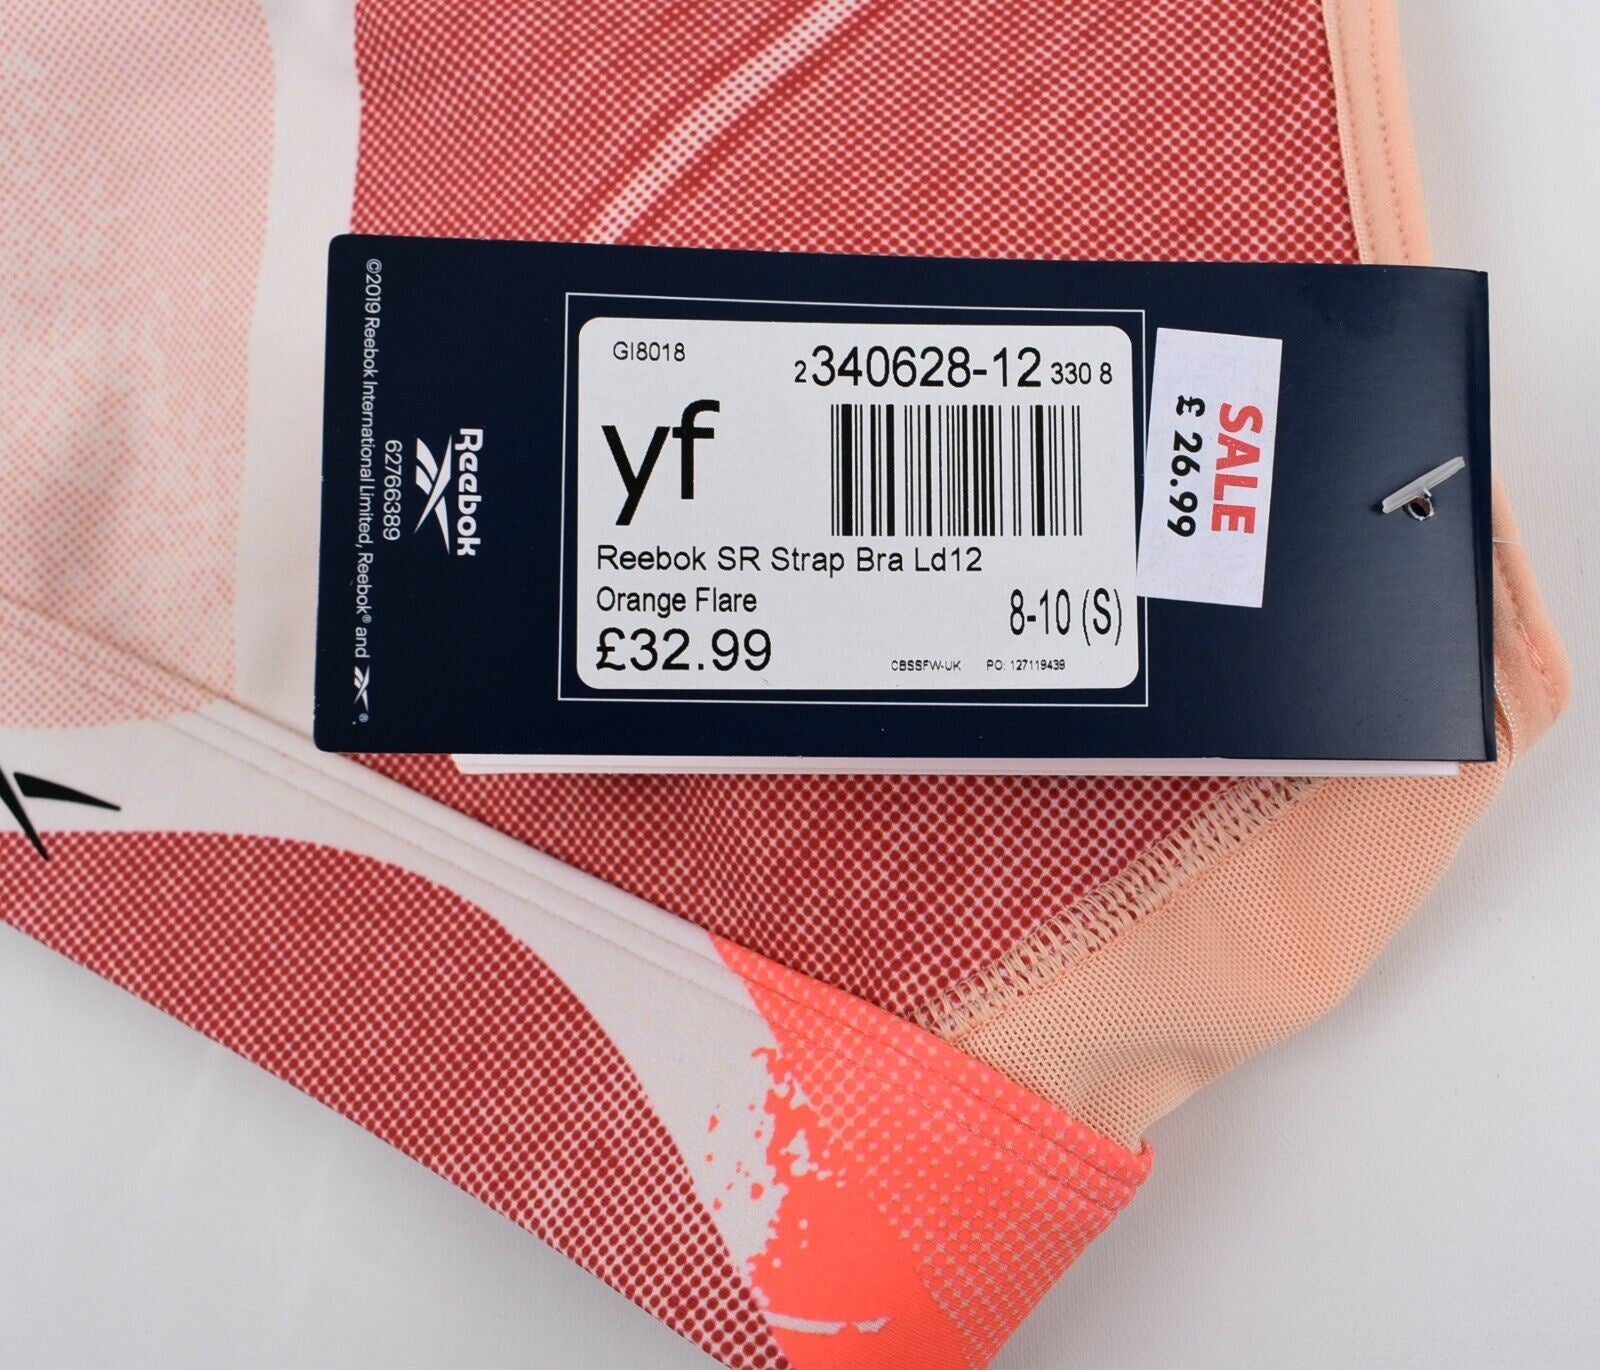 ©2019 Reebok International Limited, Reebok® and ®.
62766389
Reebok
GI8018
2340628-12 330 8
yf
Reebok SR Strap Bra Ld12
Orange Flare
8-10 (S)
£32.99
CBSSFW-UK PO: 127119439
SALE
£ 26.99